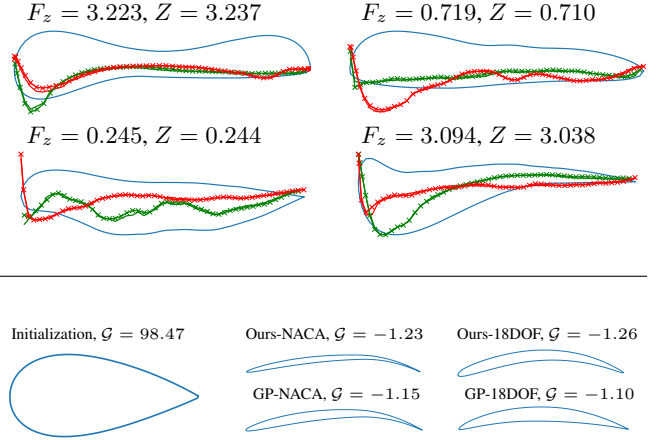 F_z = 3.223, Z = 3.237
F_z = 0.719, Z = 0.710
F_z = 0.245, Z = 0.244
F_z = 3.094, Z = 3.038
Initialization, 𝒢 = 98.47
Ours-NACA, 𝒢 = −1.23
Ours-18DOF, 𝒢 = −1.26
GP-NACA, 𝒢 = −1.15
GP-18DOF, 𝒢 = −1.10